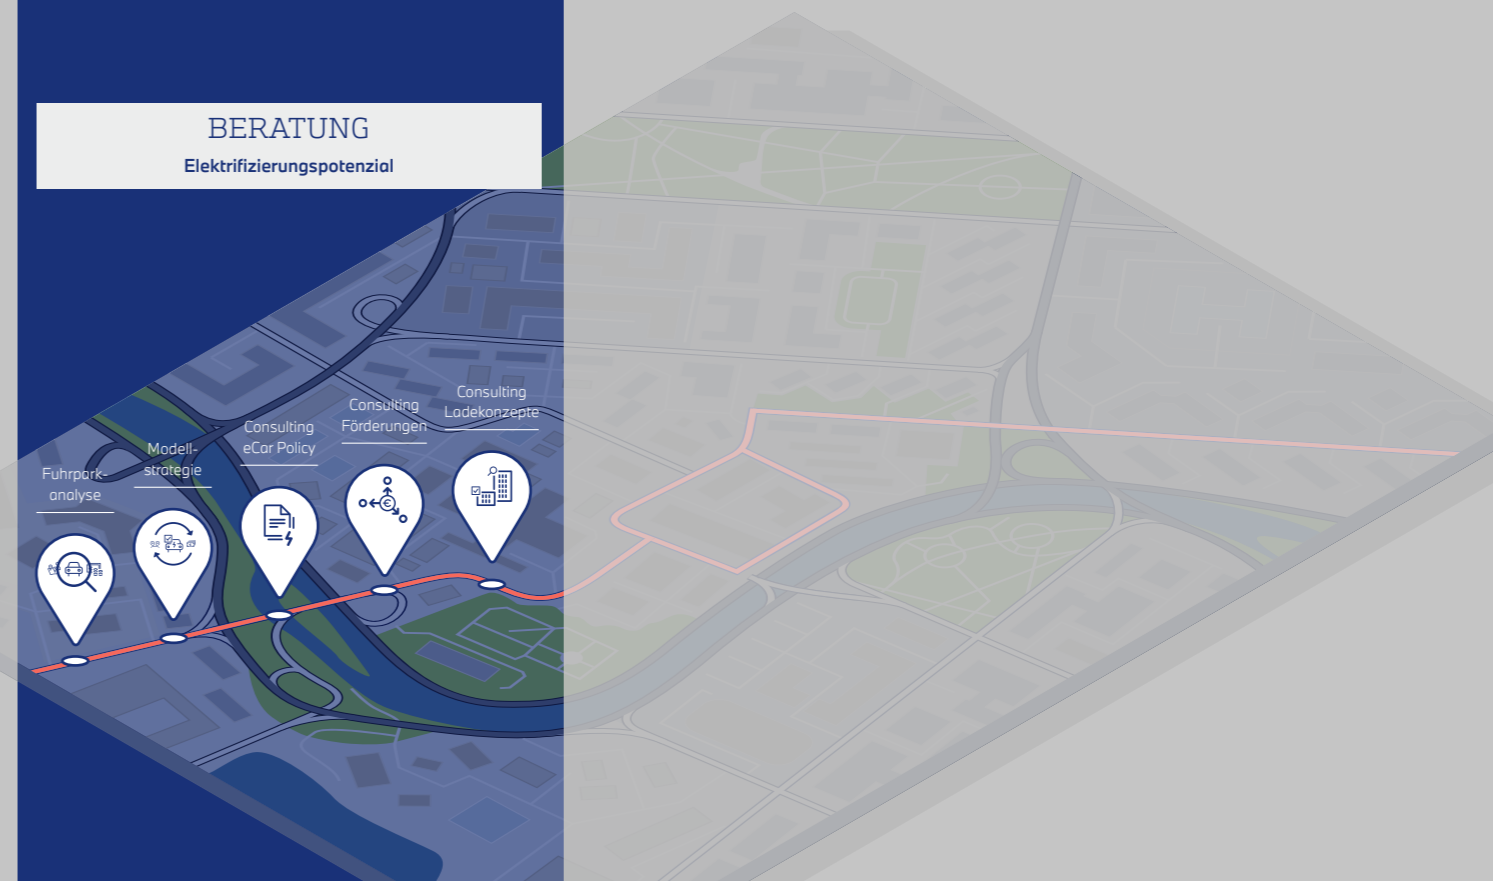 BERATUNG
Elektrifizierungspotenzial
Fuhrpark-
analyse
Modell-
strategie
Consulting
eCar Policy
Consulting
Förderungen
Consulting
Ladekonzepte
€